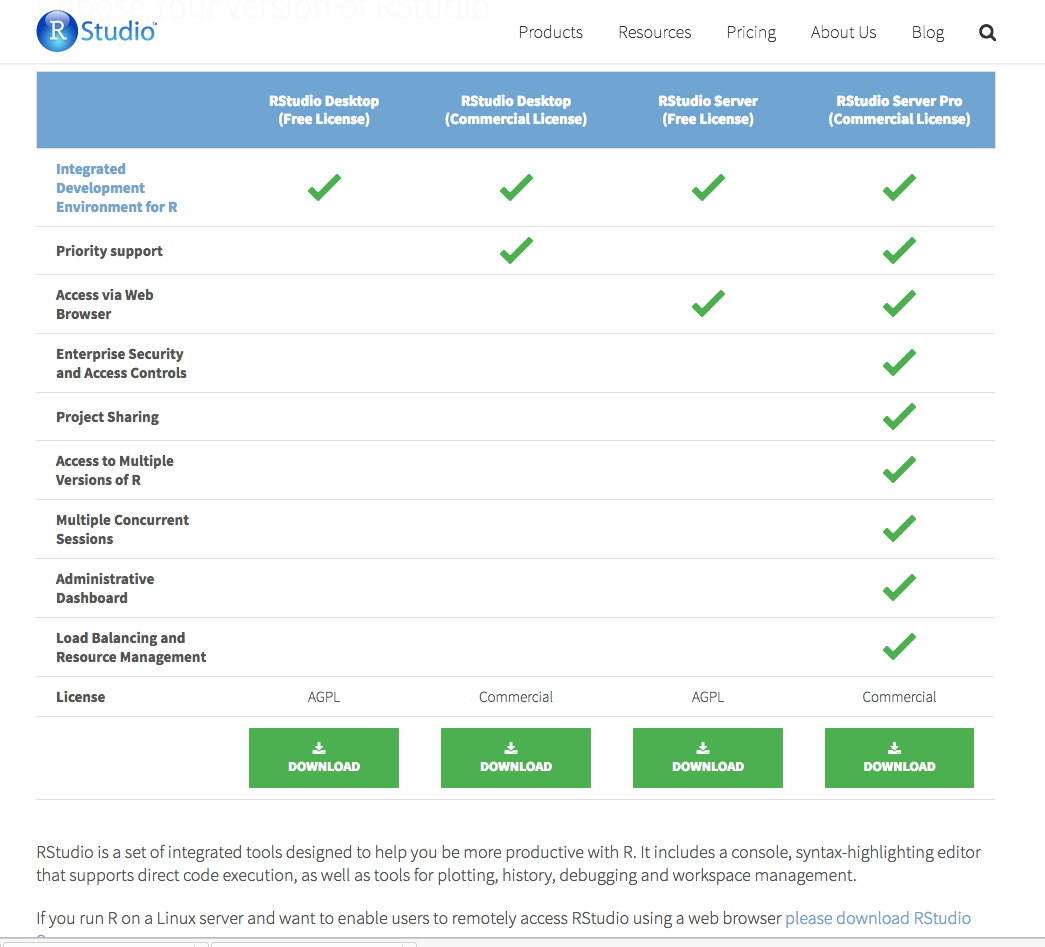 Choose Your Version of RStudio
R Studio™
Products Resources Pricing About Us Blog
RStudio Desktop
(Free License)
RStudio Desktop
(Commercial License)
RStudio Server
(Free License)
RStudio Server Pro
(Commercial License)
Integrated
Development
Environment for R
Priority support
Access via Web
Browser
Enterprise Security
and Access Controls
Project Sharing
Access to Multiple
Versions of R
Multiple Concurrent
Sessions
Administrative
Dashboard
Load Balancing and
Resource Management
License AGPL Commercial AGPL Commercial
DOWNLOAD DOWNLOAD DOWNLOAD DOWNLOAD
RStudio is a set of integrated tools designed to help you be more productive with R. It includes a console, syntax-highlighting editor
that supports direct code execution, as well as tools for plotting, history, debugging and workspace management.
If you run R on a Linux server and want to enable users to remotely access RStudio using a web browser please download RStudio